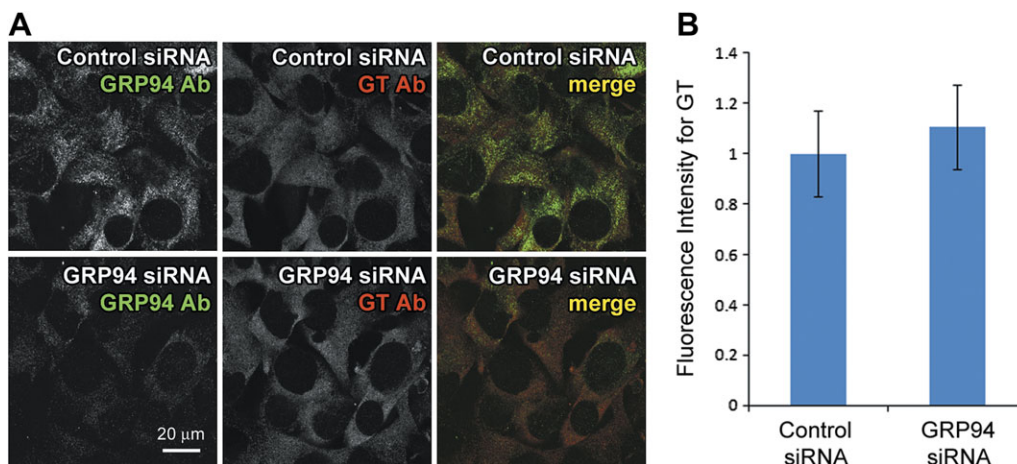 A
Control siRNA
GRP94 Ab
Control siRNA
GT Ab
Control siRNA
merge
GRP94 siRNA
GRP94 Ab
20 μm
GRP94 siRNA
GT Ab
GRP94 siRNA
merge
B
Fluorescence Intensity for GT
1.4
1.2
1
0.8
0.6
0.4
0.2
0
Control
siRNA
GRP94
siRNA